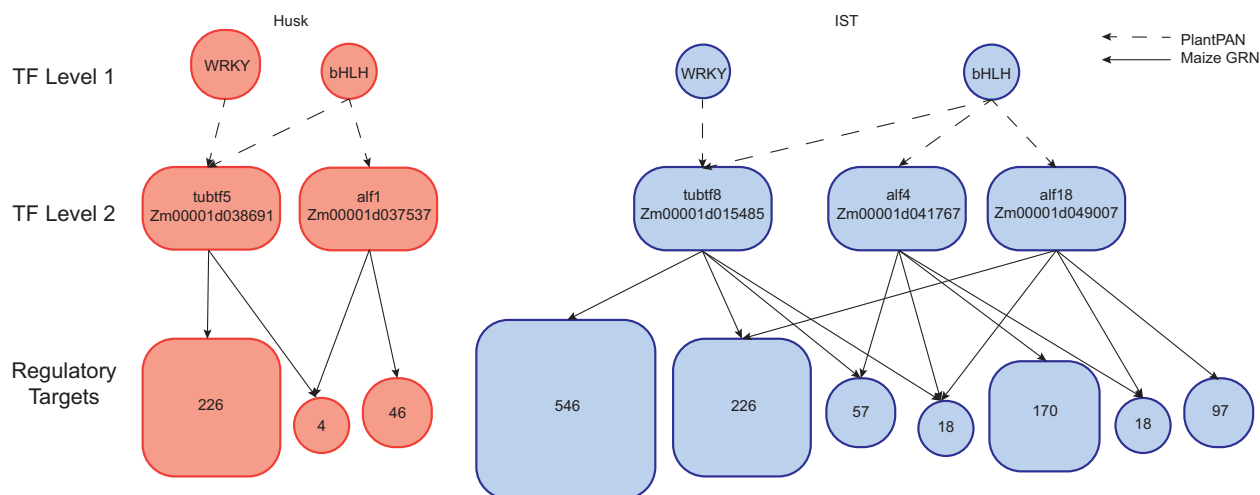 Husk
IST
PlantPAN
Maize GRN
TF Level 1
WRKY
bHLH
WRKY
bHLH
TF Level 2
tubtf5
Zm00001d038691
alf1
Zm00001d037537
tubtf8
Zm00001d015485
alf4
Zm00001d041767
alf18
Zm00001d049007
Regulatory
Targets
226
4
46
546
226
57
18
170
18
97